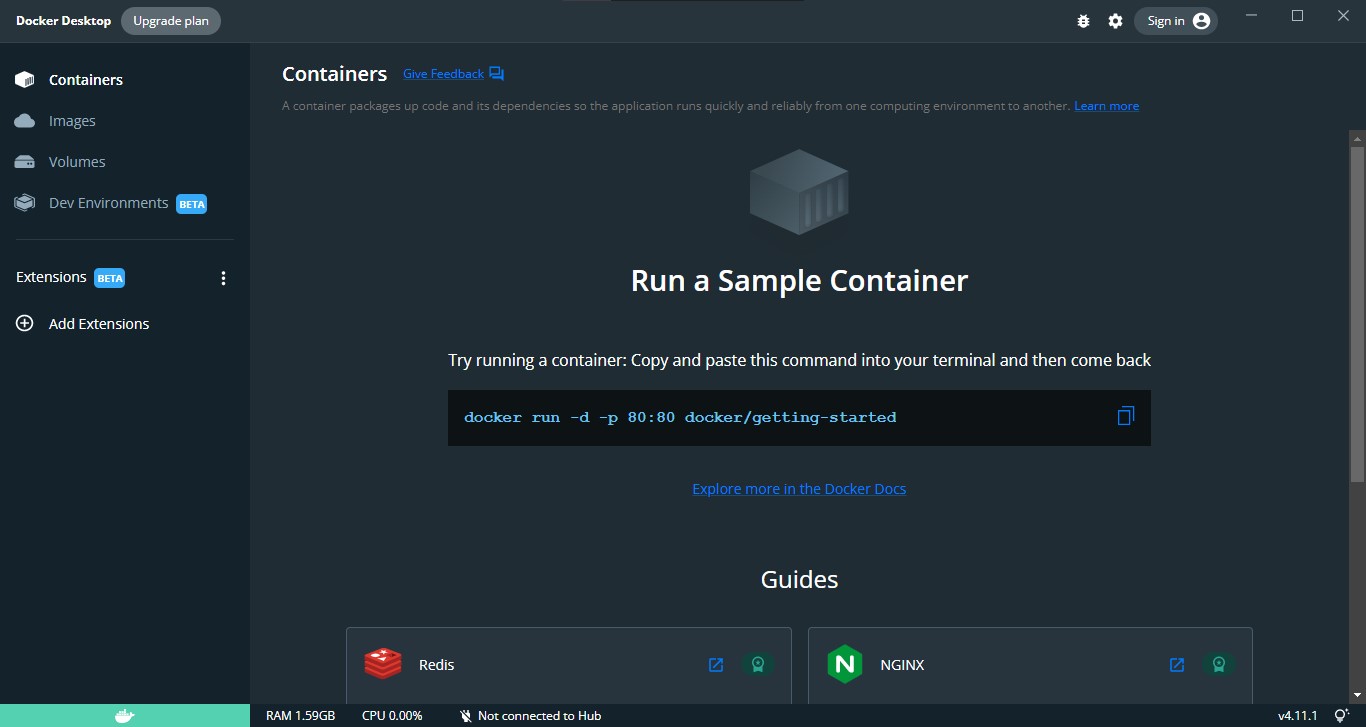 Docker Desktop Upgrade plan Sign in
Containers
Images
Volumes
Dev Environments BETA
Extensions BETA
Add Extensions
Containers Give Feedback
A container packages up code and its dependencies so the application runs quickly and reliably from one computing environment to another. Learn more
Run a Sample Container
Try running a container: Copy and paste this command into your terminal and then come back
docker run -d -p 80:80 docker/getting-started
Explore more in the Docker Docs
Guides
Redis
N NGINX
RAM 1.59GB CPU 0.00% Not connected to Hub v4.11.1